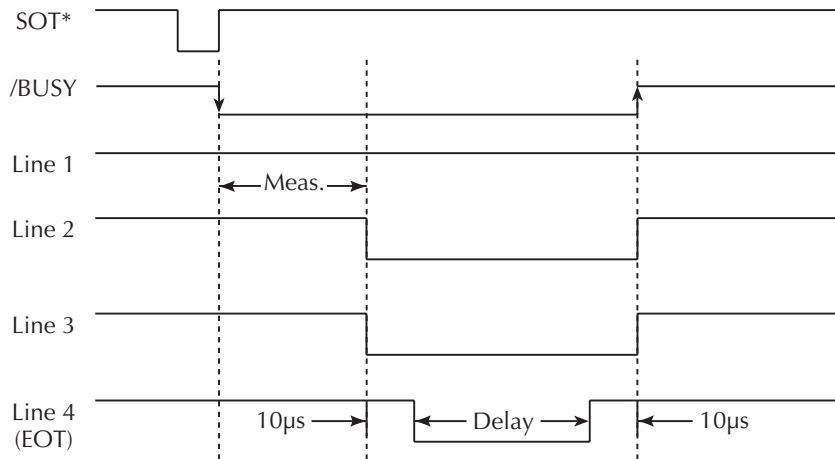 SOT*
/BUSY
Line 1
Meas.
Line 2
Line 3
Line 4
(EOT)
10µs
Delay
10µs